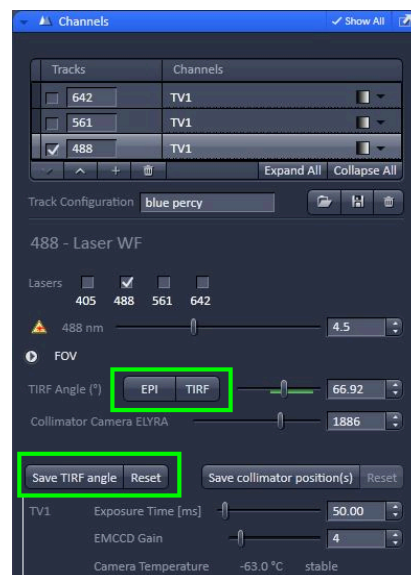 Channels ✓ Show All
Tracks Channels
642 TV1
561 TV1
488 TV1
Expand All Collapse All
Track Configuration blue percy
488 - Laser WF
Lasers
405 488 561 642
488 nm 4.5
FOV
TIRF Angle (°) EPI TIRF 66.92
Collimator Camera ELYRA 1886
Save TIRF angle Reset Save collimator position(s) Reset
TV1 Exposure Time [ms] 50.00
EMCCD Gain 4
Camera Temperature -63.0 °C stable